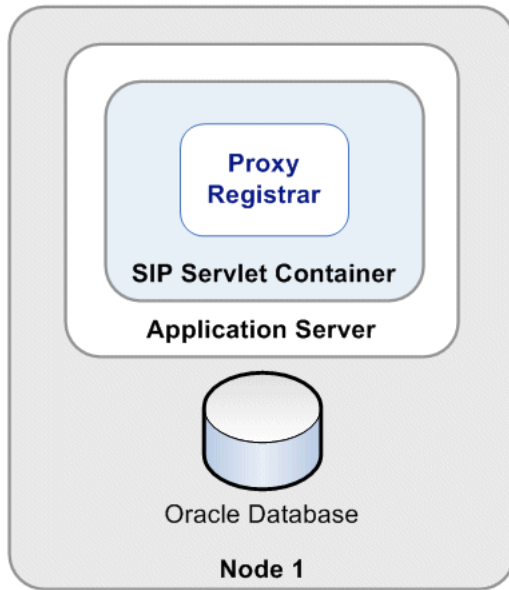 Proxy
Registrar
SIP Servlet Container
Application Server
Oracle Database
Node 1